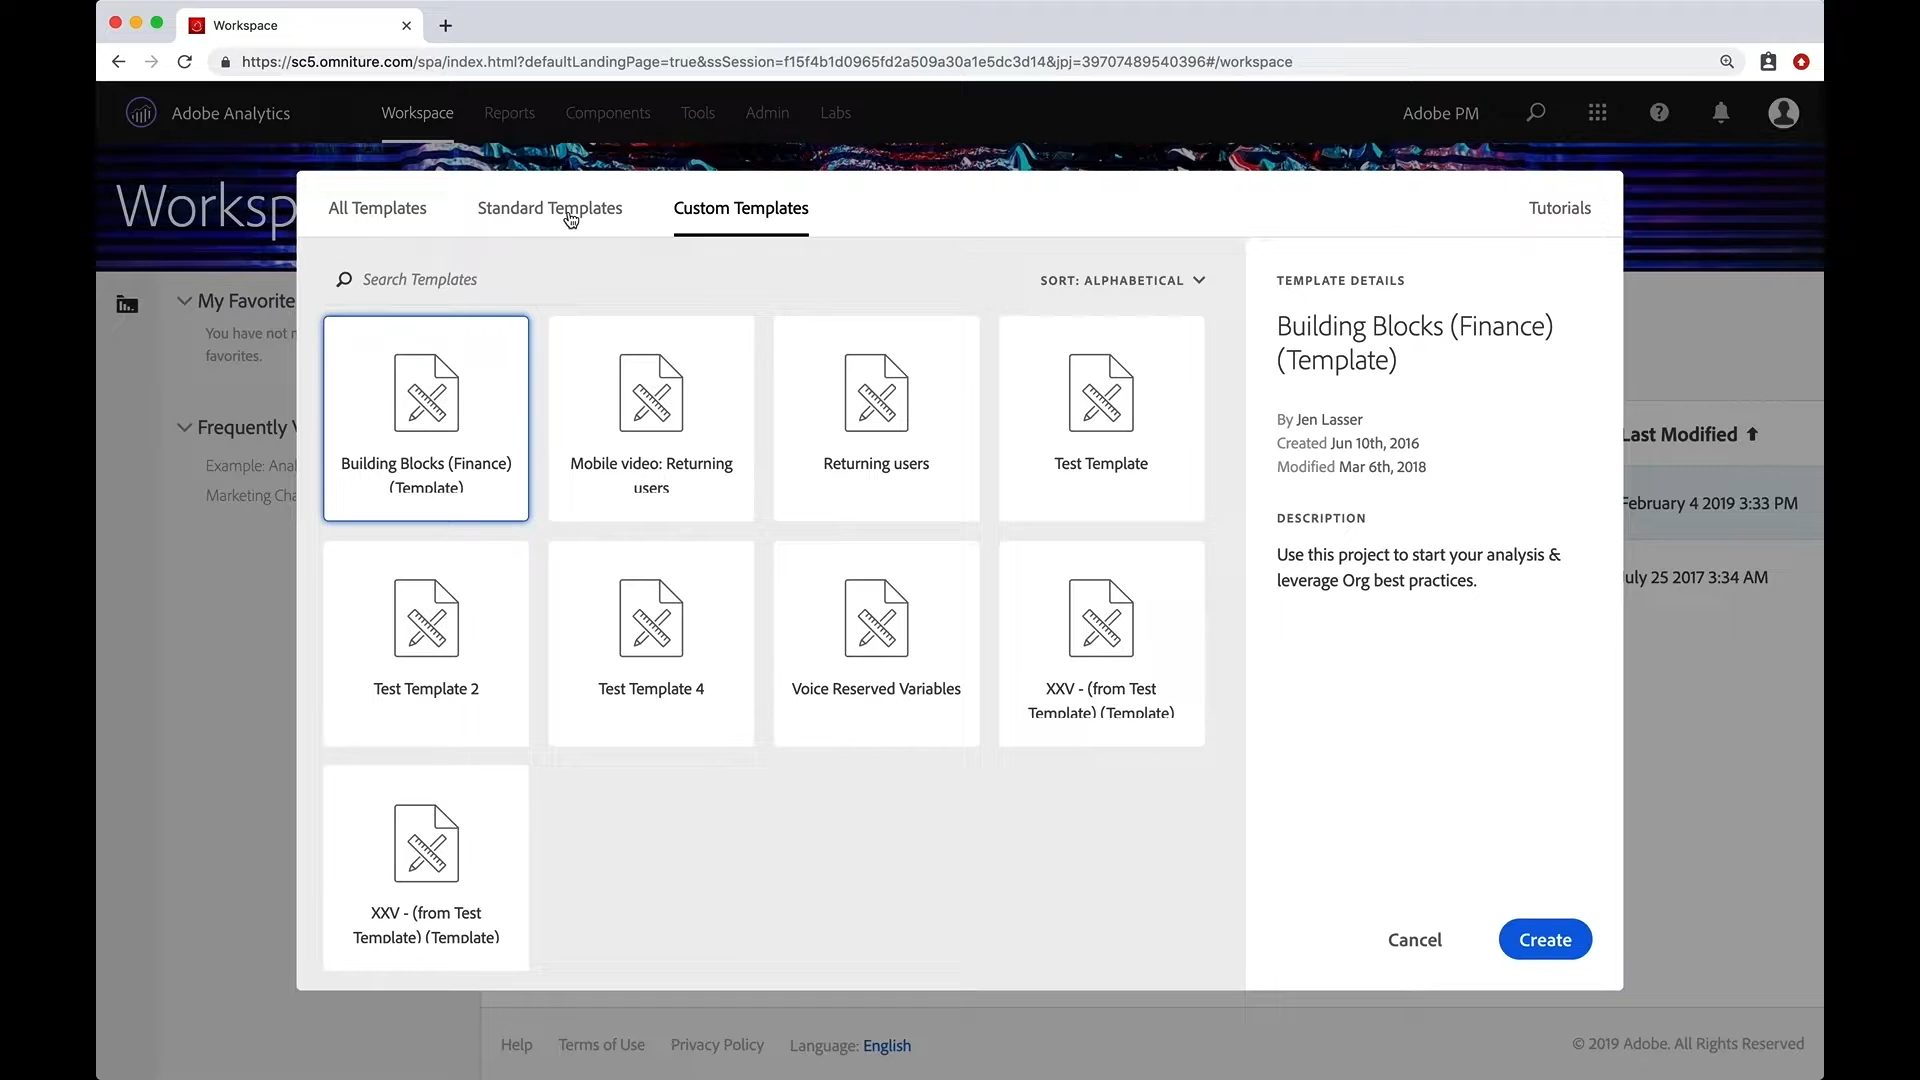 Workspace
https://sc5.omniture.com/spa/index.html?defaultLandingPage=true&ssSession=f15f4b1d0965fd2a509a30a1e5dc3d14&jpj=39707489540396#/workspace
Adobe Analytics Workspace Reports Components Tools Admin Labs Adobe PM
Worksp
All Templates Standard Templates Custom Templates Tutorials
Search Templates SORT: ALPHABETICAL
My Favorite
You have not
favorites.
Frequently
Example: Anal
Marketing Cha
Building Blocks (Finance)
(Template)
Mobile video: Returning
users
Returning users
Test Template
Test Template 2
Test Template 4
Voice Reserved Variables
XXV - (from Test
Template) (Template)
XXV - (from Test
Template) (Template)
TEMPLATE DETAILS
Building Blocks (Finance)
(Template)
By Jen Lasser
Created Jun 10th, 2016
Modified Mar 6th, 2018
DESCRIPTION
Use this project to start your analysis &
leverage Org best practices.
Cancel Create
Last Modified
February 4 2019 3:33 PM
uly 25 2017 3:34 AM
Help Terms of Use Privacy Policy Language: English
© 2019 Adobe. All Rights Reserved